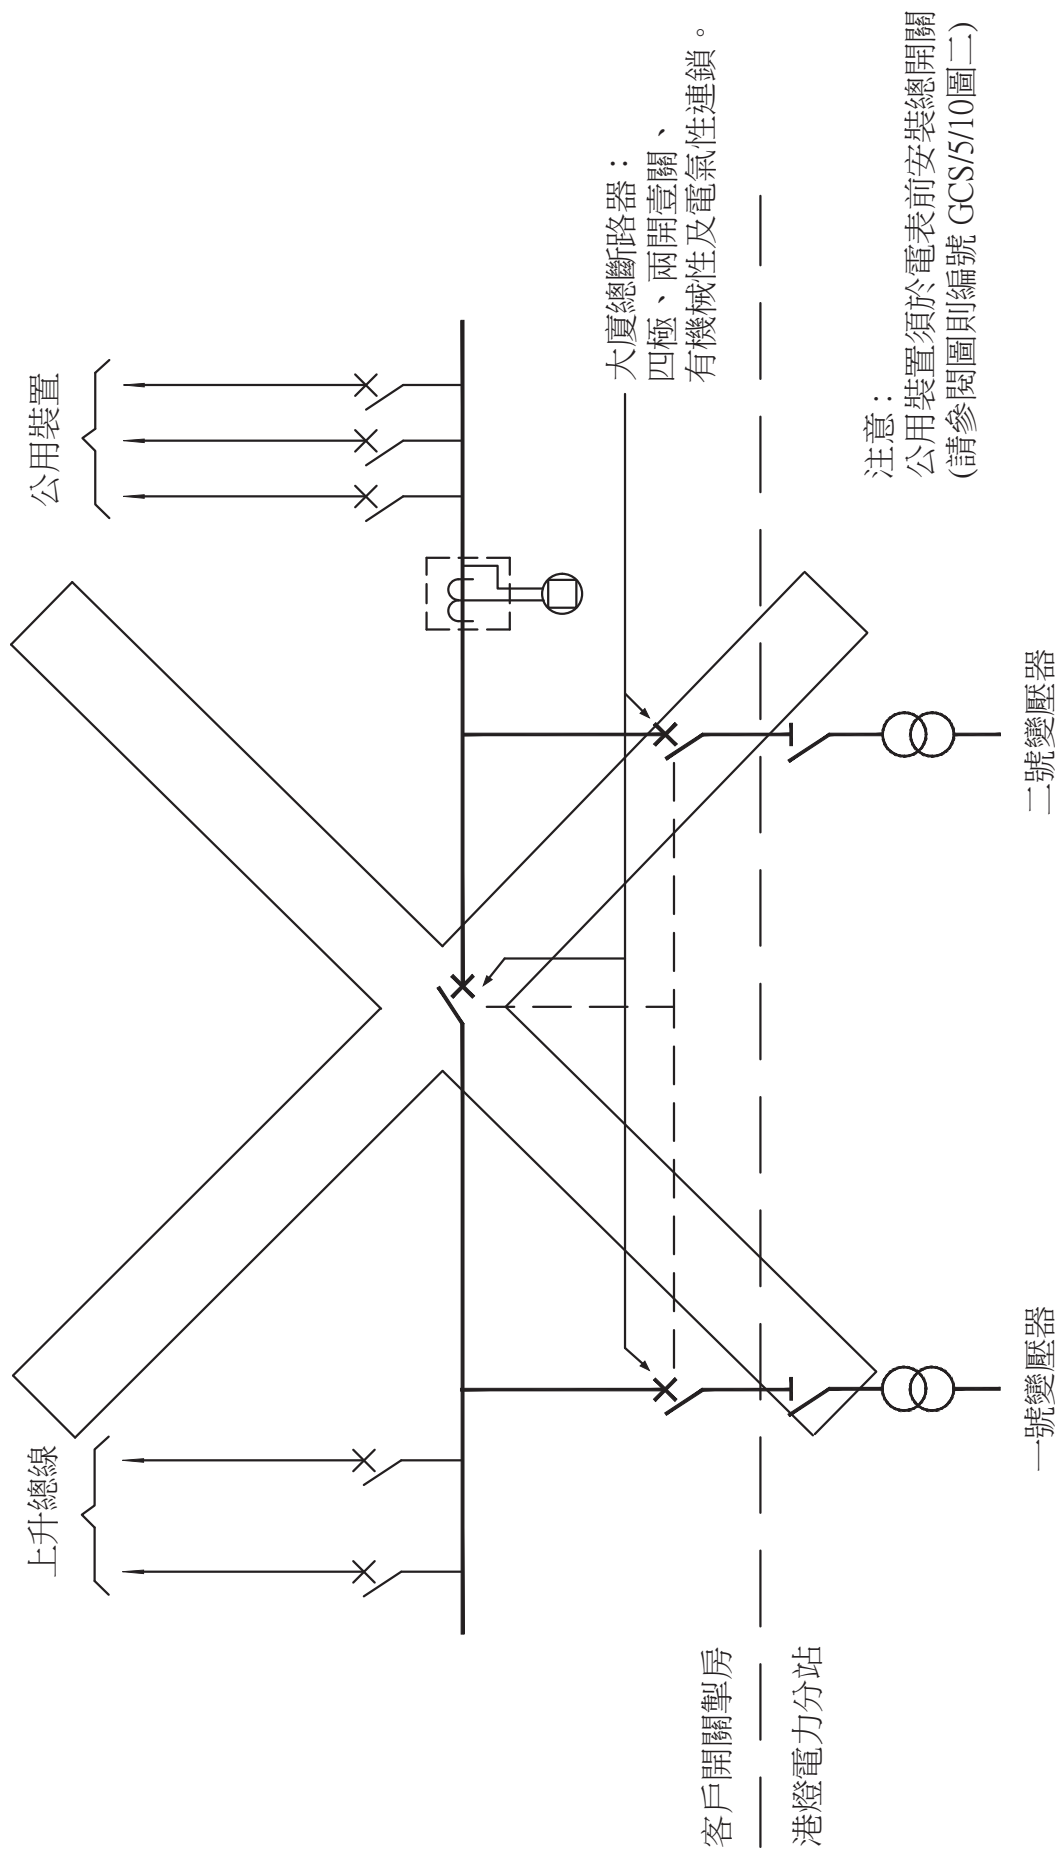 上升總線
公用裝置
大廈總斷路器：
四極、兩開壹關、
有機械性及電氣性連鎖。
客戶開關掣房
港燈電力分站
注意：
公用裝置須於電表前安裝總開關
(請參閱圖則編號 GCS/5/10圖二)
一號變壓器
二號變壓器